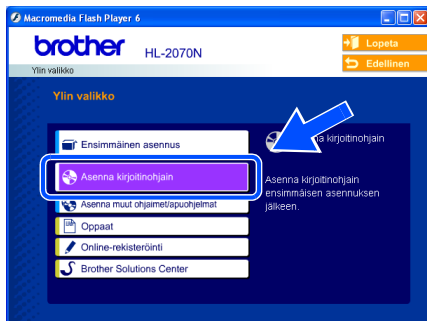 Macromedia Flash Player 6
brother
HL-2070N
Lopeta
Edellinen
Ylin valikko
Ylin valikko
Ensimmäinen asennus
Asenna kirjoitinohjain
Asenna muut ohjaimet/apuohjelmat
Oppaat
Online-rekisteröinti
Brother Solutions Center
kirjoitinohjain
Asenna kirjoitinohjain
ensimmäisen asennuksen
jälkeen.